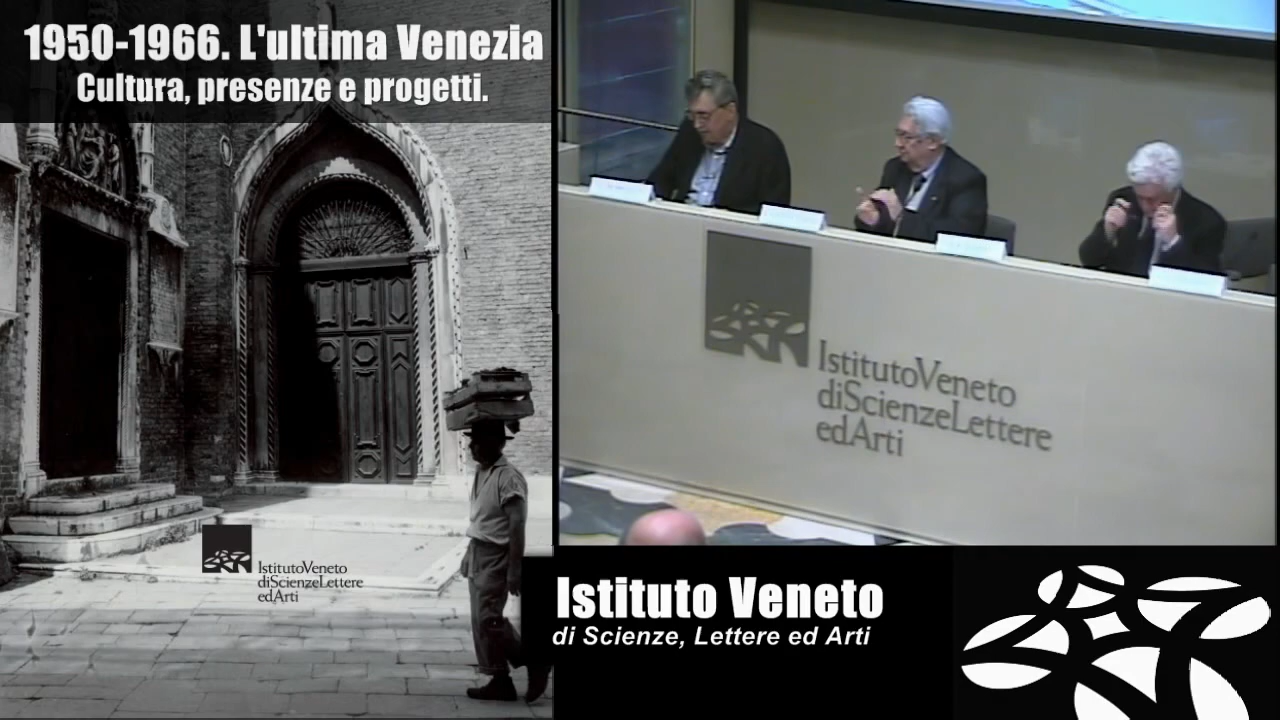 1950-1966. L'ultima Venezia
Cultura, presenze e progetti.
IstitutoVeneto
diScienzeLettere
edArti
IstitutoVeneto
diScienzeLettere
edArti
Istituto Veneto
di Scienze, Lettere ed Arti